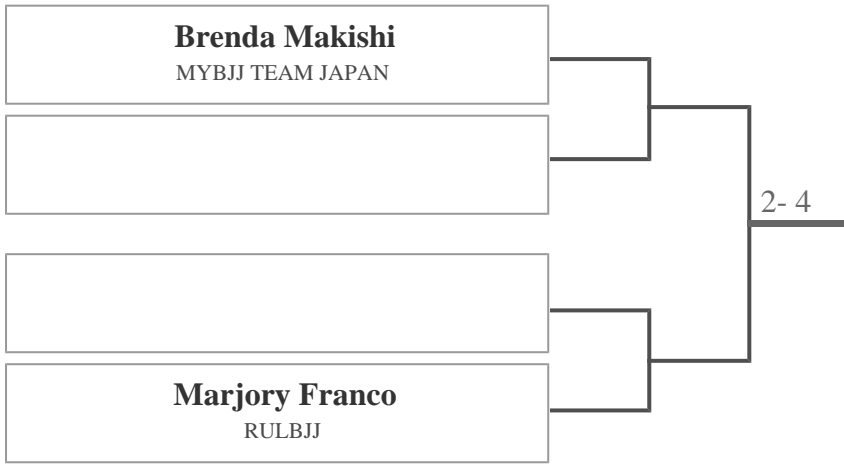 Brenda Makishi
MYBJJ TEAM JAPAN
2- 4
Marjory Franco
RULBJJ